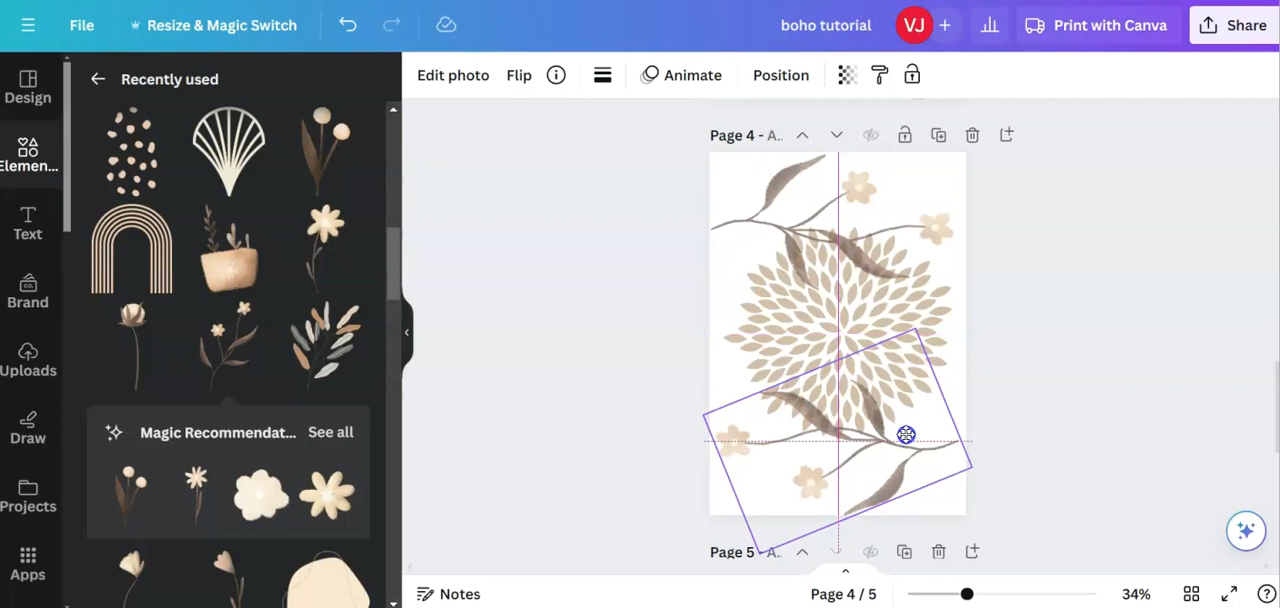 File Resize & Magic Switch boho tutorial VJ Print with Canva Share
Design
Elemen...
Text
Brand
Uploads
Draw
Projects
Apps
Recently used
Magic Recommendat... See all
Edit photo Flip Animate Position
Page 4 - A..
Page 5 - A..
Notes Page 4 / 5 34%